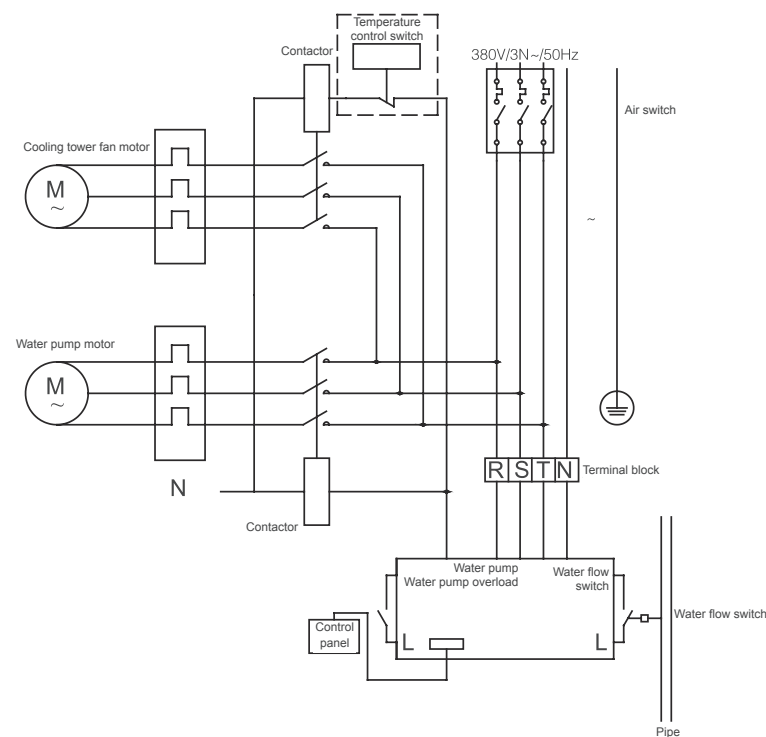 Temperature
control switch
Contactor
380V/3N~/50Hz
Air switch
Cooling tower fan motor
M
~
~
Water pump motor
M
~
R S T N
Terminal block
N
Contactor
Water pump
Water pump overload
Water flow
switch
Water flow switch
Control
panel
L
L
Pipe